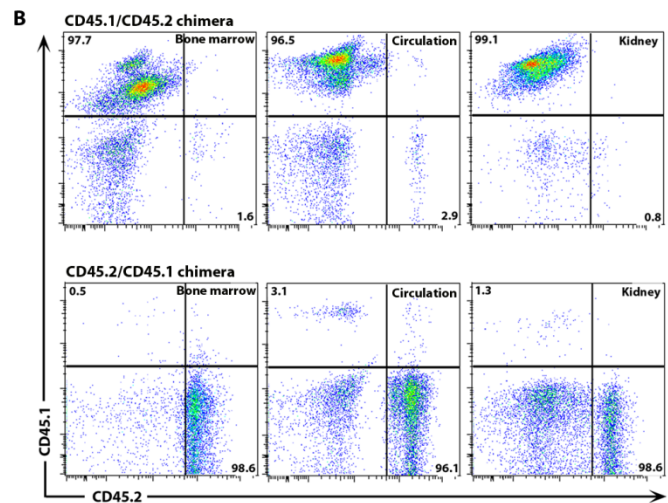 B
CD45.1/CD45.2 chimera
97.7 Bone marrow
1.6
96.5 Circulation
2.9
99.1 Kidney
0.8
CD45.2/CD45.1 chimera
0.5 Bone marrow
98.6
3.1 Circulation
96.1
1.3 Kidney
98.6
CD45.1
CD45.2